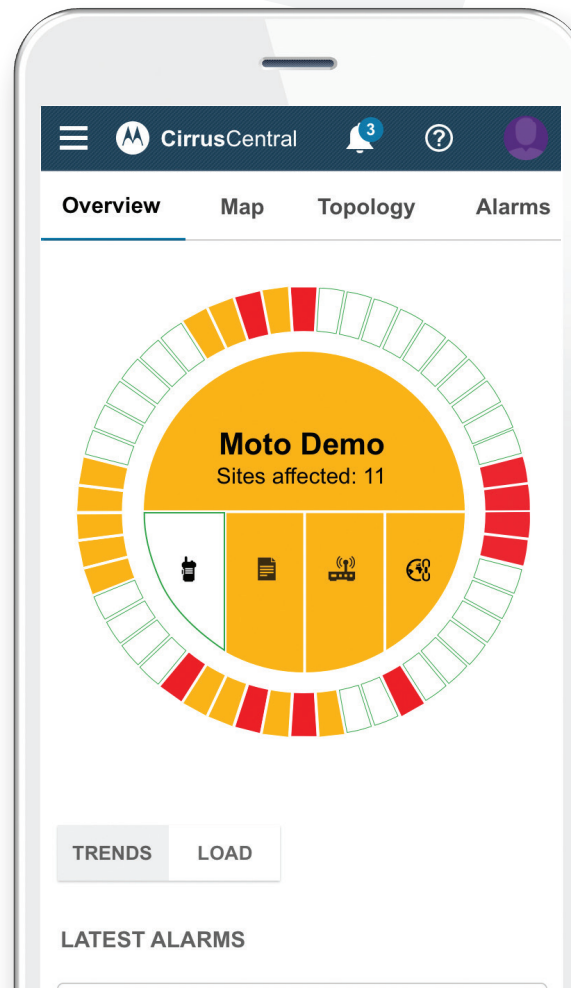 CirrusCentral
3
Overview Map Topology Alarms
Moto Demo
Sites affected: 11
TRENDS LOAD
LATEST ALARMS